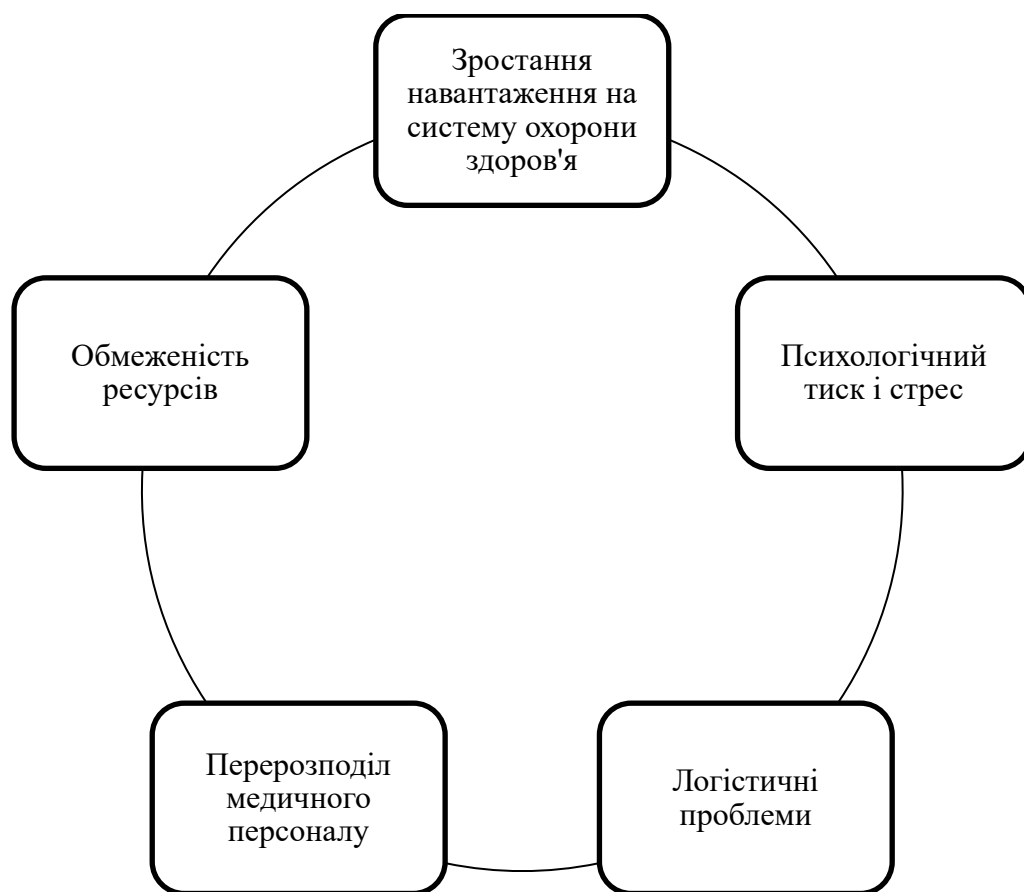 Зростання
навантаження на
систему охорони
здоров'я
Психологічний
тиск і стрес
Логістичні
проблеми
Перерозподіл
медичного
персоналу
Обмеженість
ресурсів